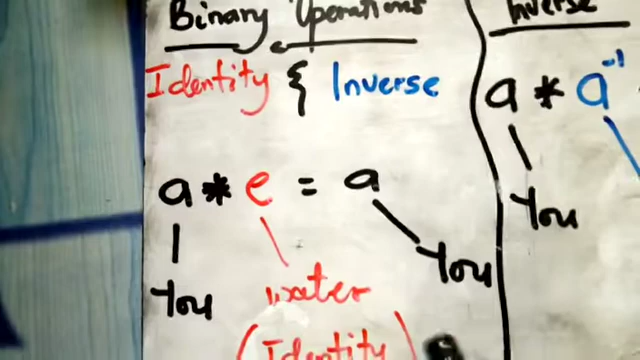 Binary Operations
Identity & Inverse
a * e = a
You
water
You
(Identity)
Inverse
a * a⁻¹
You